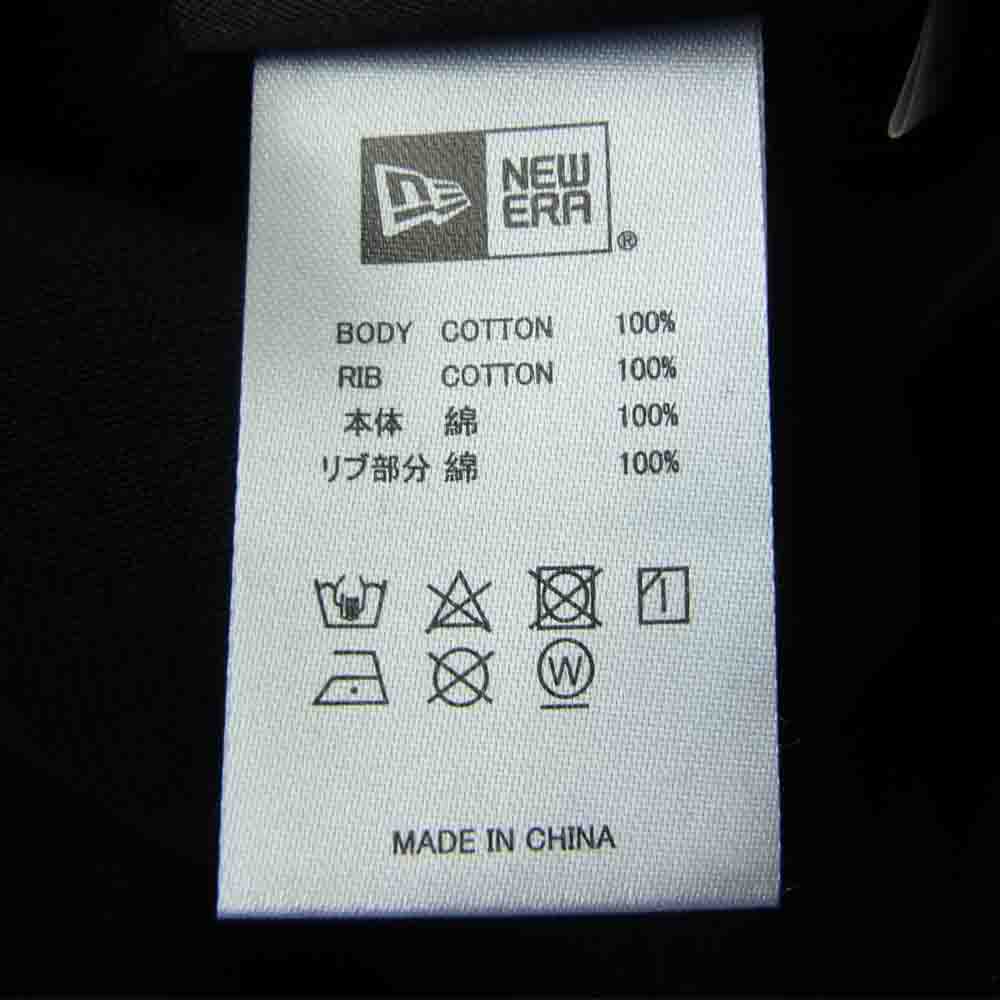 NEW
ERA
®
BODY COTTON 100%
RIB COTTON 100%
本体 綿 100%
リブ部分 綿 100%
W
MADE IN CHINA